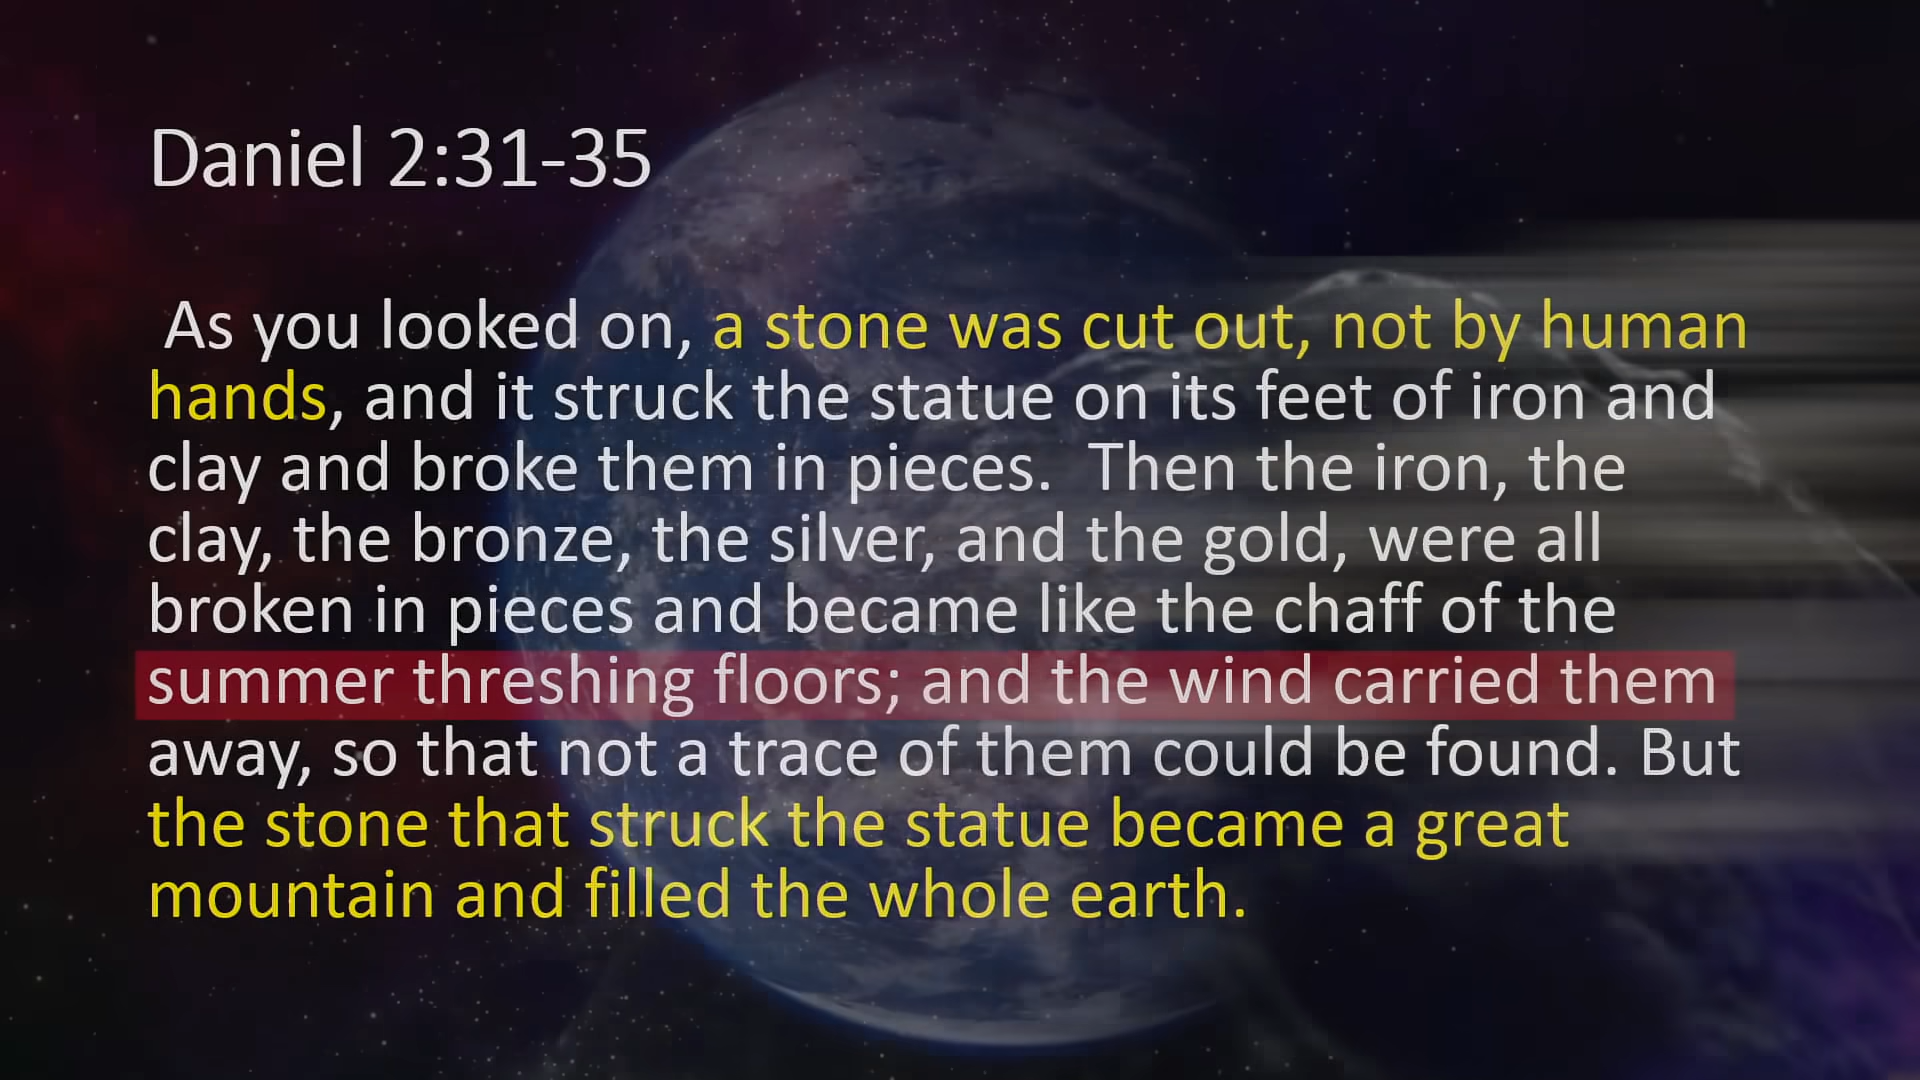 Daniel 2:31-35
As you looked on, a stone was cut out, not by human
hands, and it struck the statue on its feet of iron and
clay and broke them in pieces.  Then the iron, the
clay, the bronze, the silver, and the gold, were all
broken in pieces and became like the chaff of the
summer threshing floors; and the wind carried them
away, so that not a trace of them could be found. But
the stone that struck the statue became a great
mountain and filled the whole earth.